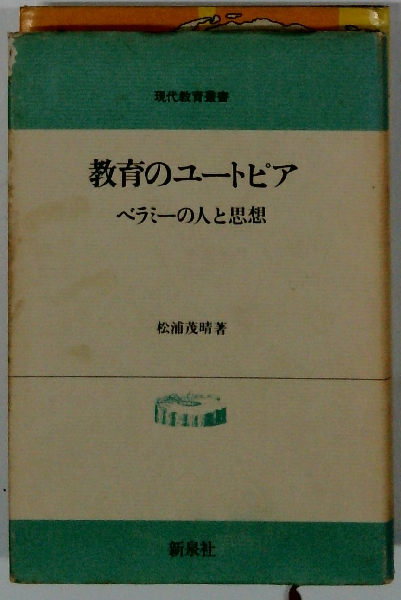 現代教育叢書
教育のユートピア
ベラミーの人と思想
松浦茂晴著
新泉社